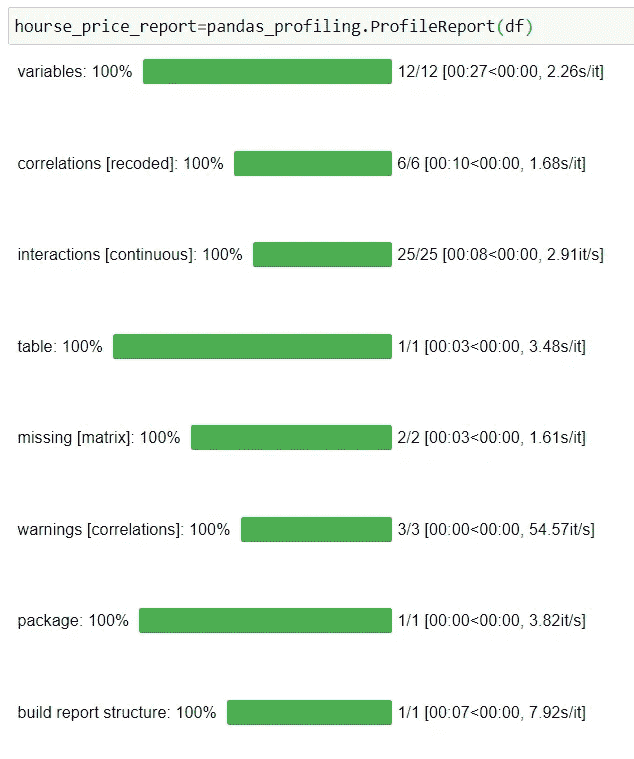 hourse_price_report=pandas_profiling.ProfileReport(df)
variables: 100% 12/12 [00:27<00:00, 2.26s/it]
correlations [recoded]: 100% 6/6 [00:10<00:00, 1.68s/it]
interactions [continuous]: 100% 25/25 [00:08<00:00, 2.91it/s]
table: 100% 1/1 [00:03<00:00, 3.48s/it]
missing [matrix]: 100% 2/2 [00:03<00:00, 1.61s/it]
warnings [correlations]: 100% 3/3 [00:00<00:00, 54.57it/s]
package: 100% 1/1 [00:00<00:00, 3.82it/s]
build report structure: 100% 1/1 [00:07<00:00, 7.92s/it]